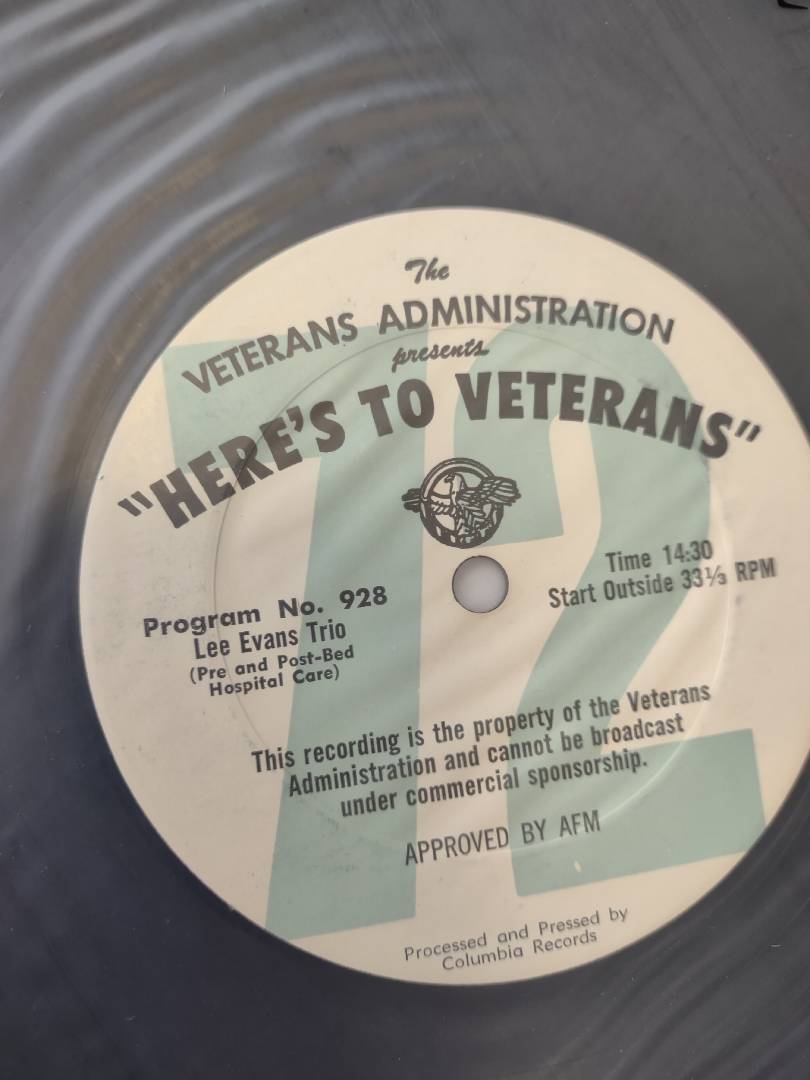 The
VETERANS ADMINISTRATION
presents
"HERE'S TO VETERANS"
Time 14:30
Start Outside 33⅓ RPM
Program No. 928
Lee Evans Trio
(Pre and Post-Bed
Hospital Care)
This recording is the property of the Veterans
Administration and cannot be broadcast
under commercial sponsorship.
APPROVED BY AFM
Processed and Pressed by
Columbia Records
72